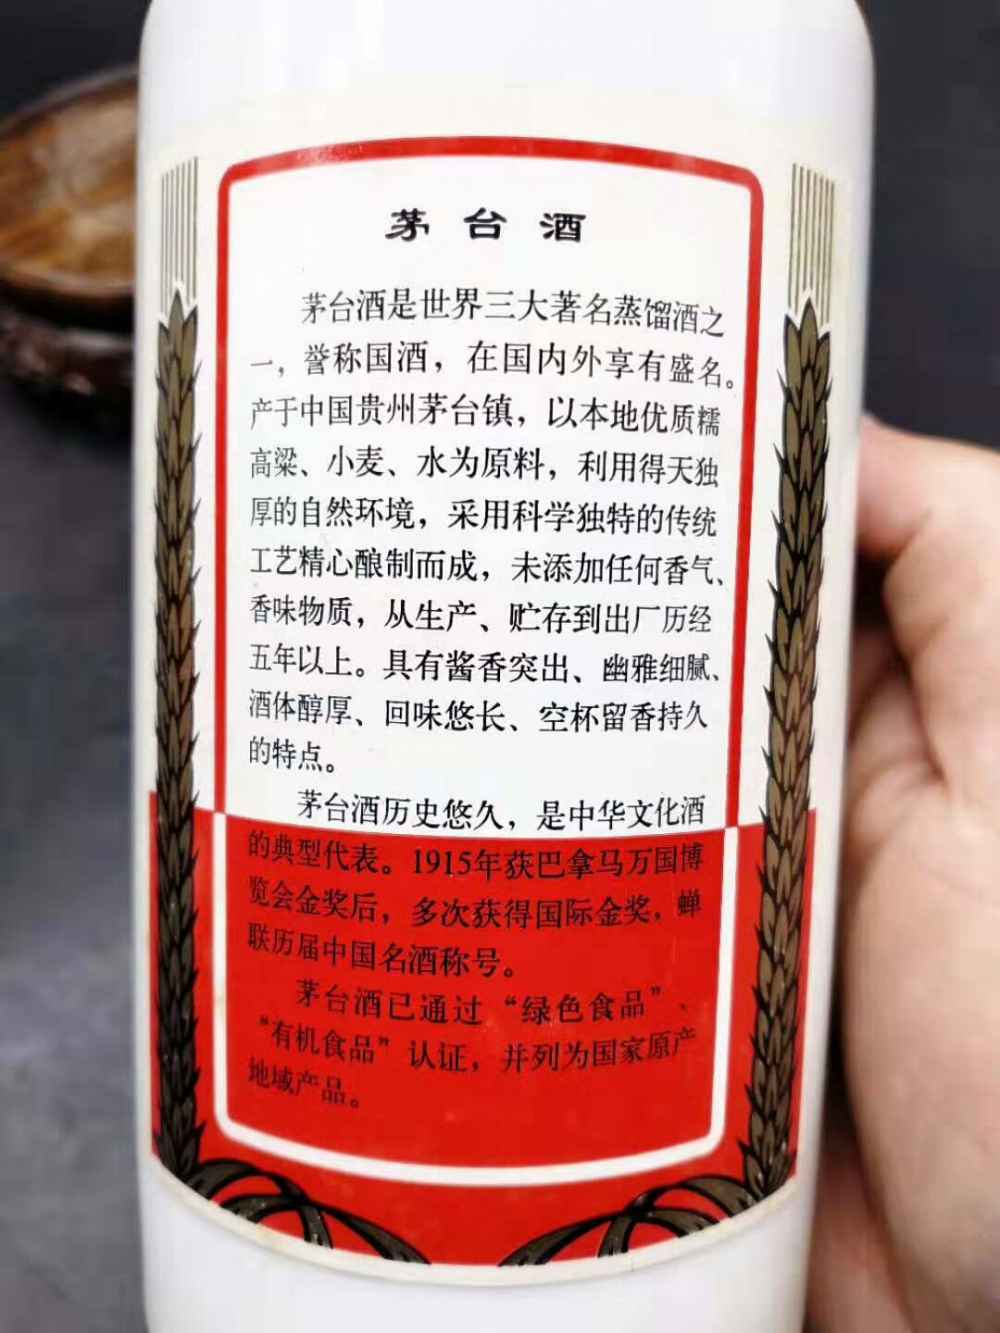 茅台酒
茅台酒是世界三大著名蒸馏酒之
一，誉称国酒，在国内外享有盛名。
产于中国贵州茅台镇，以本地优质糯
高粱、小麦、水为原料，利用得天独
厚的自然环境，采用科学独特的传统
工艺精心酿制而成，未添加任何香气、
香味物质，从生产、贮存到出厂历经
五年以上。具有酱香突出、幽雅细腻、
酒体醇厚、回味悠长、空杯留香持久
的特点。
茅台酒历史悠久，是中华文化酒
的典型代表。1915年获巴拿马万国博
览会金奖后，多次获得国际金奖，蝉
联历届中国名酒称号。
茅台酒已通过“绿色食品”、
“有机食品”认证，并列为国家原产
地域产品。